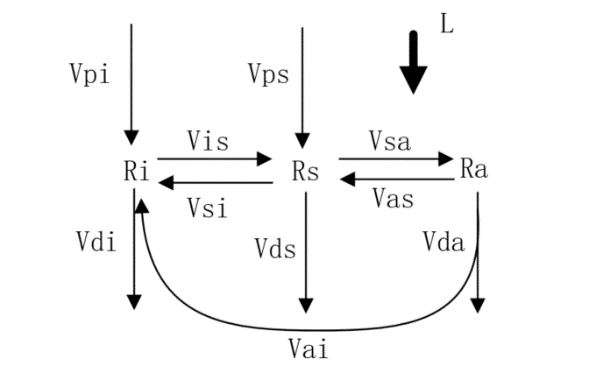 L
Vpi Vps
Vis Vsa
Ri Rs Ra
Vsi Vas
Vdi Vds Vda
Vai